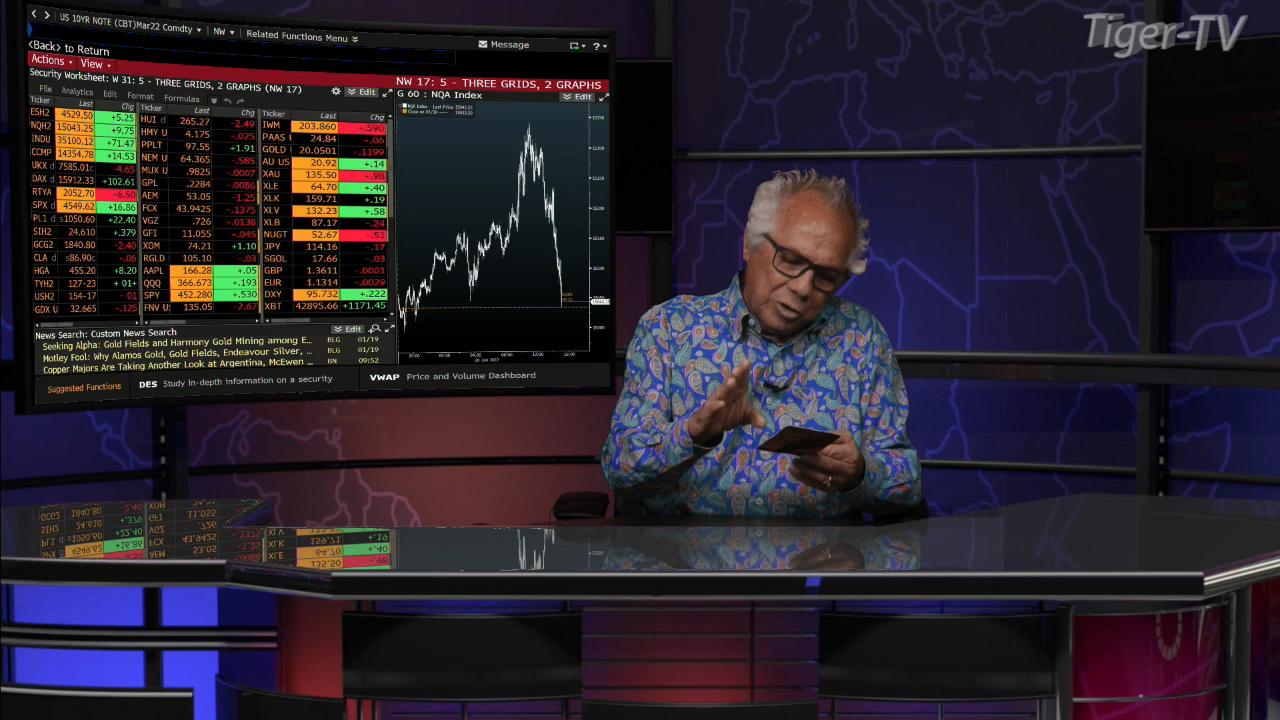 Tiger-TV
US 10YR NOTE (CBT)Mar22 Comdty NW Related Functions Menu
<Back> to Return
Message ?
Actions View
Security Worksheet: W 31: 5 - THREE GRIDS, 2 GRAPHS (NW 17) Edit
File Analytics Edit Format Formulas
Ticker Last Chg Ticker Last Chg Ticker Last Chg
ESH2 4529.50 +5.25 HUI d 265.27 -2.49 IWM 203.860 -.590
NQH2 15043.25 +9.75 HMY U 4.175 -.025 PAAS U 24.84 -.06
INDU 35100.12 +71.47 PPLT 97.55 +1.91 GOLD U 20.0501 -.1199
CCMP 14354.78 +14.53 NEM U 64.365 -.585 AU US 20.92 +.14
UKX d 7585.01c -4.65 MUX U .9825 -.0007 XAU 135.50 -.98
DAX d 15912.33 +102.61 GPL .2284 -.0086 XLE 64.70 +.40
RTYA 2052.70 -6.50 AEM 53.05 -1.25 XLK 159.71 +.19
SPX d 4549.62 +16.86 FCX 43.9425 -.1375 XLV 132.23 +.58
PL1 d s1050.60 +22.40 VGZ .726 -.0138 XLB 87.17 -.24
SIH2 24.610 +.379 GFI 11.055 -.045 NUGT 52.67 -.51
GCG2 1840.80 -2.40 XOM 74.21 +1.10 JPY 114.16 -.17
CLA d s86.90c -.06 RGLD 105.10 -.03 SGOL 17.66 -.03
HGA 455.20 +8.20 AAPL 166.28 +.05 GBP 1.3611 -.0001
TYH2 127-23 + 01+ QQQ 366.673 +.193 EUR 1.1314 -.0029
USH2 154-17 - 01 SPY 452.280 +.530 DXY 95.732 +.222
GDX U 32.665 -.125 FNV U 135.05 -2.67 XBT 42895.66 +1171.45
NW 17: 5 - THREE GRIDS, 2 GRAPHS
G 60 : NQA Index Edit
News Search: Custom News Search Edit
Seeking Alpha: Gold Fields and Harmony Gold Mining among E... BLG 01/19
Motley Fool: Why Alamos Gold, Gold Fields, Endeavour Silver, ... BLG 01/19
Copper Majors Are Taking Another Look at Argentina, McEwen ... BN 09:52
Suggested Functions DES Study in-depth information on a security VWAP Price and Volume Dashboard